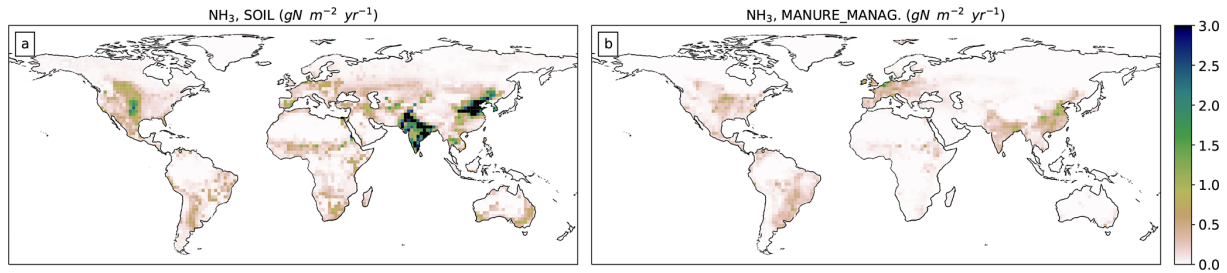 NH₃, SOIL (gN m⁻² yr⁻¹)
a
NH₃, MANURE_MANAG. (gN m⁻² yr⁻¹)
b
3.0
2.5
2.0
1.5
1.0
0.5
0.0